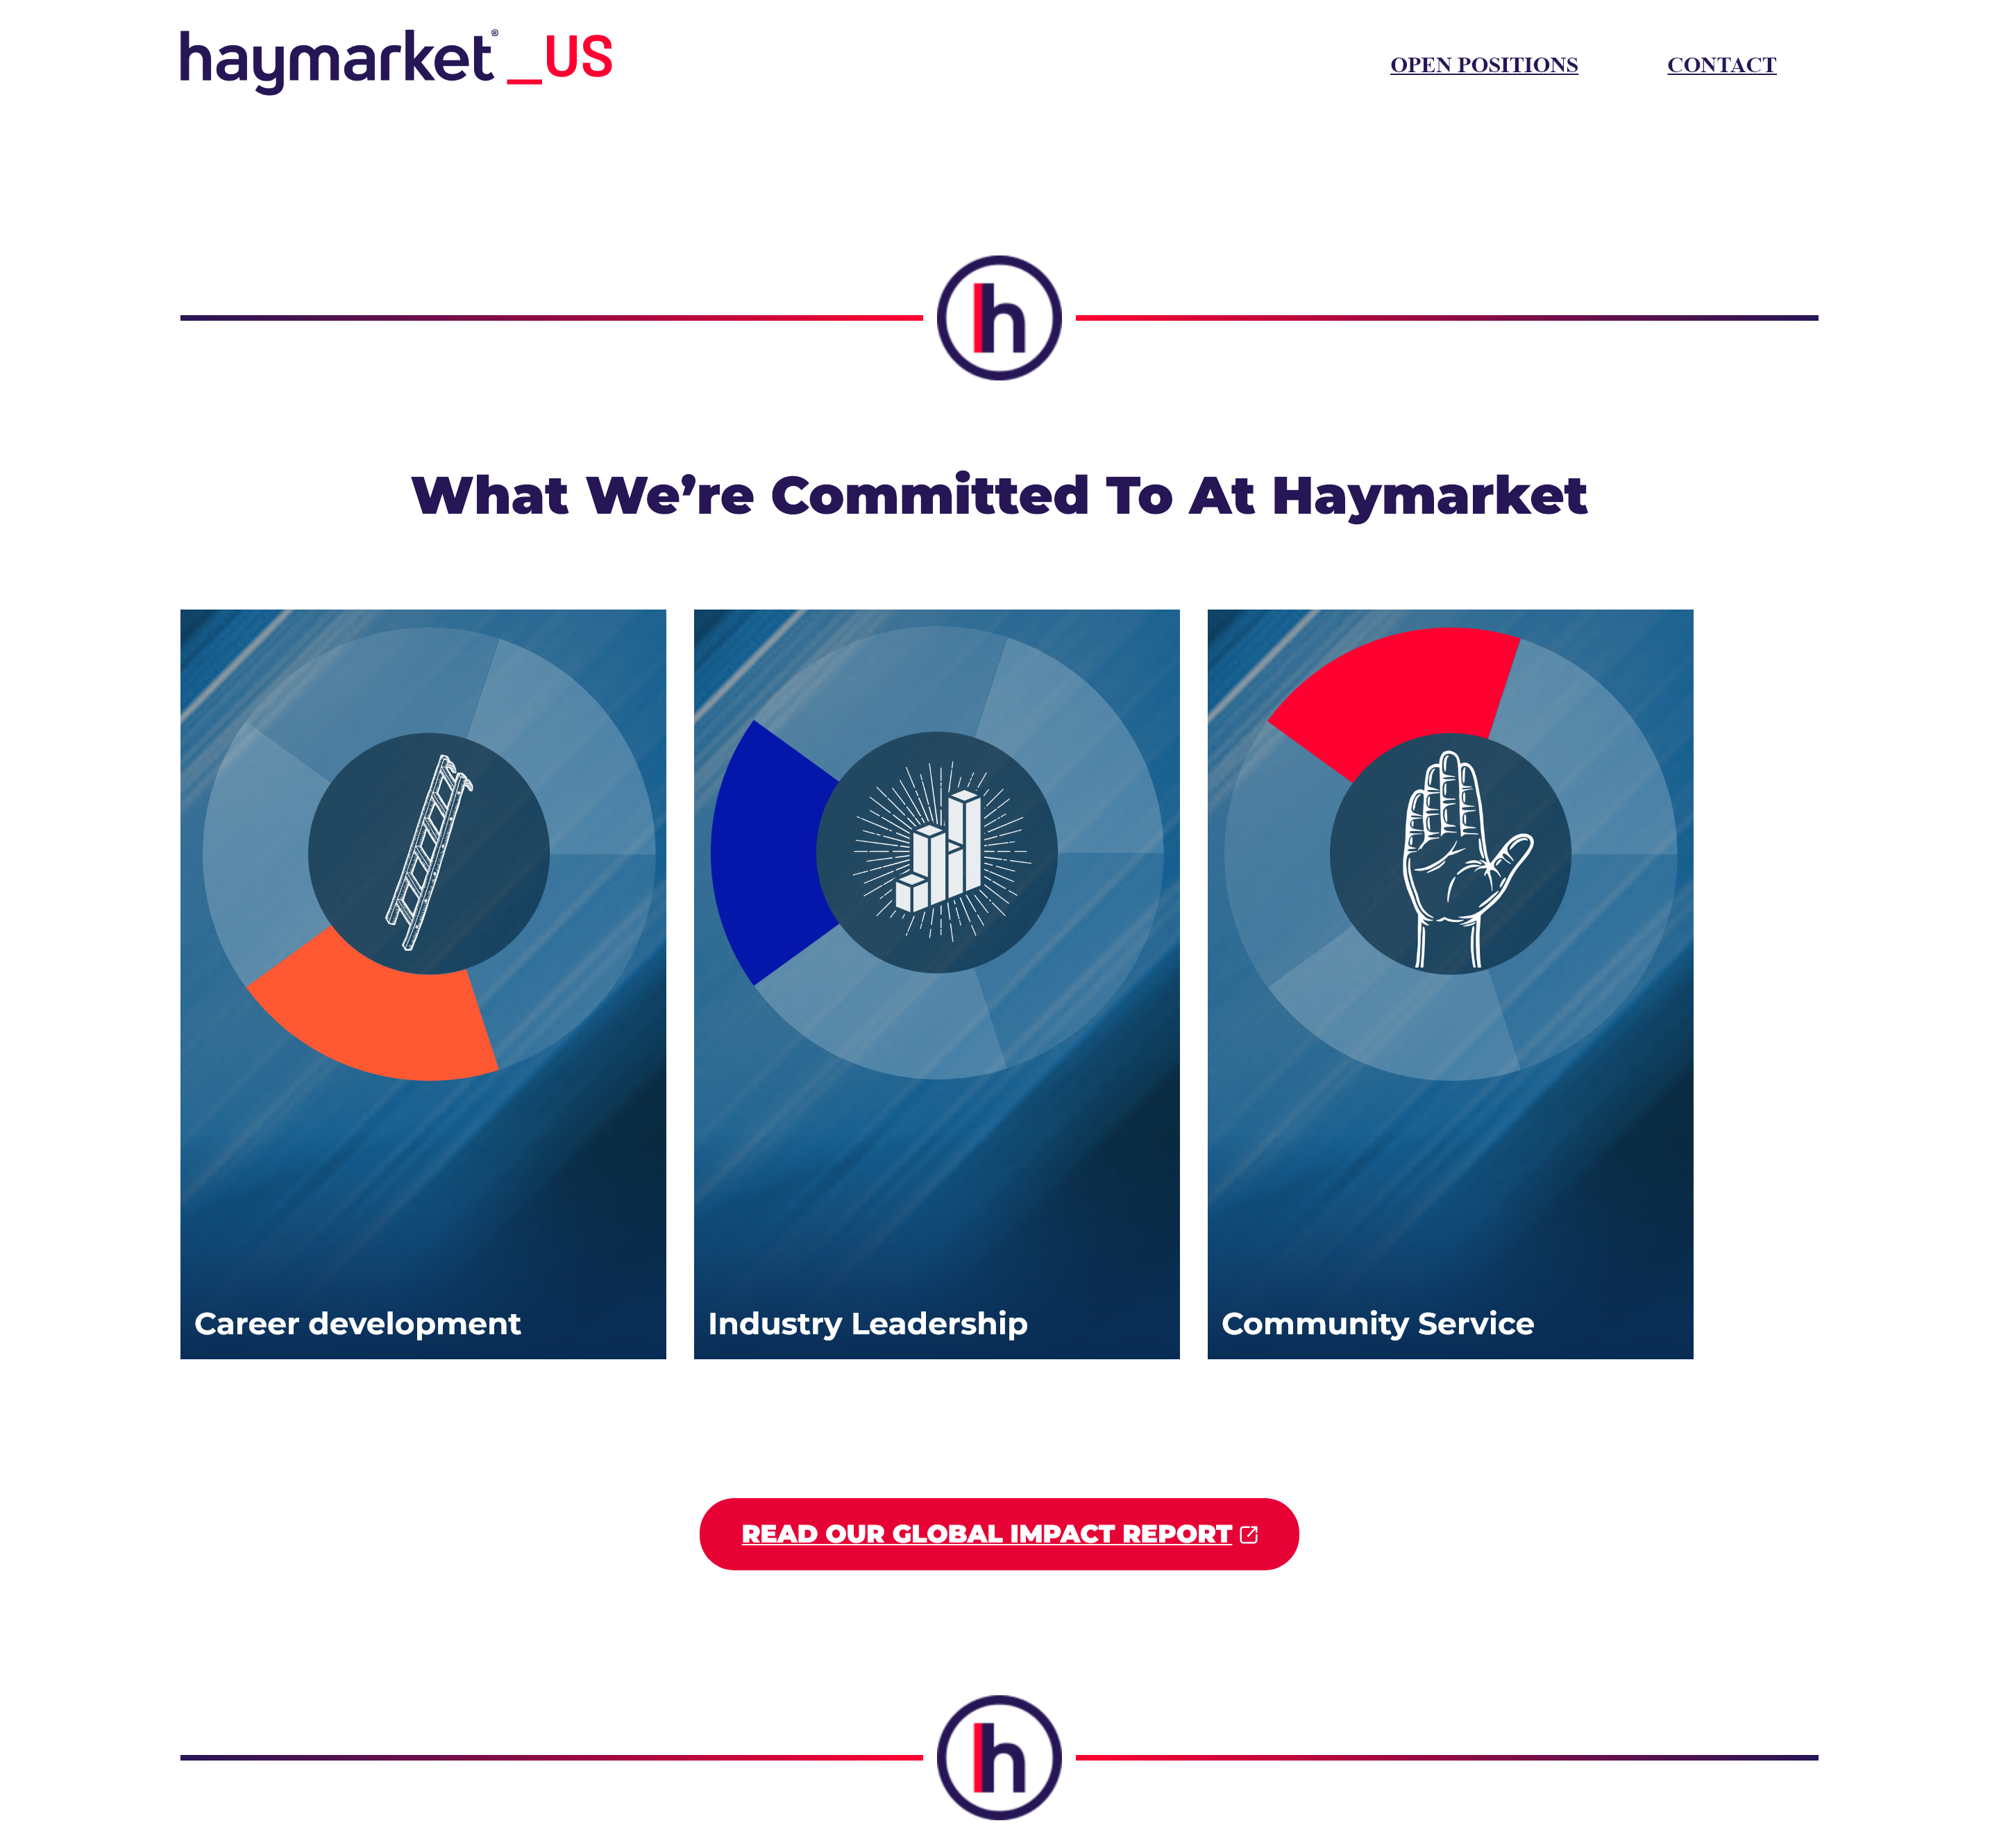 haymarket® _US
OPEN POSITIONS
CONTACT
h
What We’re Committed To At Haymarket
Career development
Industry Leadership
Community Service
READ OUR GLOBAL IMPACT REPORT
h